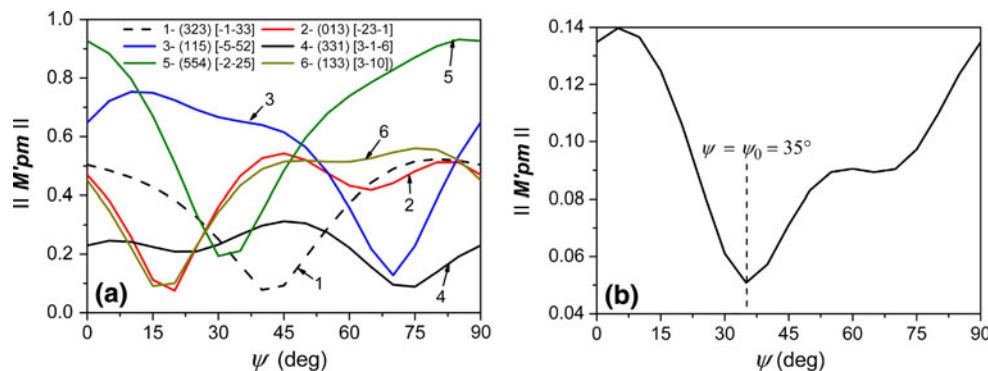 1- (323) [-1-33] 2- (013) [-23-1]
3- (115) [-5-52] 4- (331) [3-1-6]
5- (554) [-2-25] 6- (133) [3-10])
|| M'pm ||
1.0
0.8
0.6
0.4
0.2
0.0
0 15 30 45 60 75 90
ψ (deg)
(a)
1
2
3
4
5
6
|| M'pm ||
0.14
0.12
0.10
0.08
0.06
0.04
0 15 30 45 60 75 90
ψ (deg)
(b)
ψ = ψ₀ = 35°